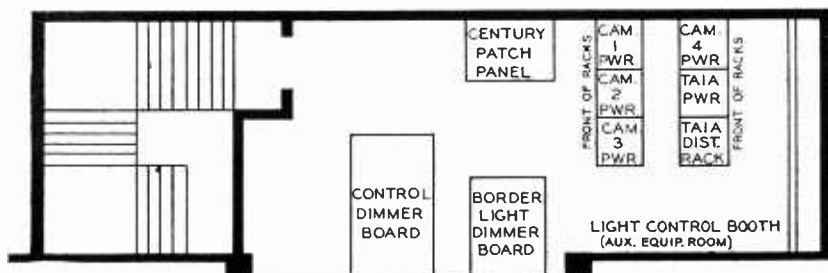 CENTURY
PATCH
PANEL
FRONT OF RACKS
CAM.
1
PWR
CAM.
2
PWR
CAM.
3
PWR
CAM.
4
PWR
TAIA
PWR
TAIA
DIST.
RACK
FRONT OF RACKS
CONTROL
DIMMER
BOARD
BORDER
LIGHT
DIMMER
BOARD
LIGHT CONTROL BOOTH
(AUX. EQUIP. ROOM)